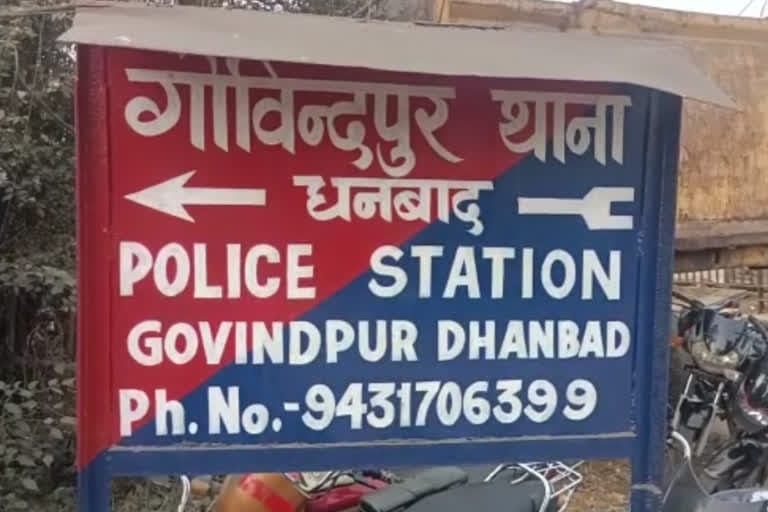 गोविन्दपुर थाना
धनबाद
POLICE STATION
GOVINDPUR DHANBAD
Ph. No.-9431706399